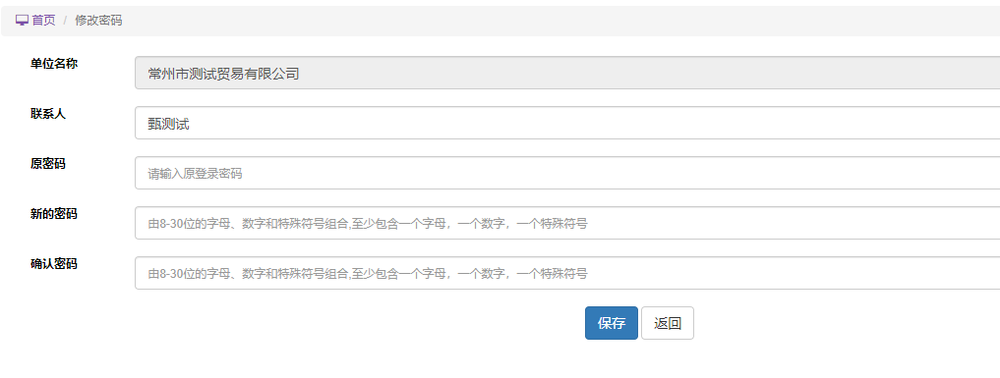 首页 / 修改密码
单位名称 常州市测试贸易有限公司
联系人 甄测试
原密码 请输入原登录密码
新的密码 由8-30位的字母、数字和特殊符号组合,至少包含一个字母，一个数字，一个特殊符号
确认密码 由8-30位的字母、数字和特殊符号组合,至少包含一个字母，一个数字，一个特殊符号
保存 返回